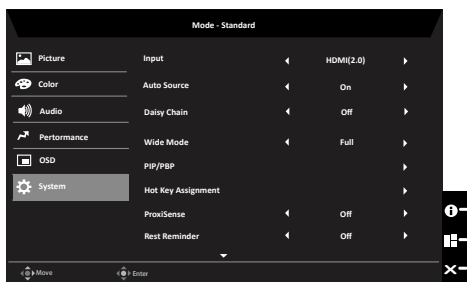 Mode - Standard
Picture
Color
Audio
Pertormance
OSD
System
Input HDMI(2.0)
Auto Source On
Daisy Chain Off
Wide Mode Full
PIP/PBP
Hot Key Assignment
ProxiSense Off
Rest Reminder Off
Move Enter